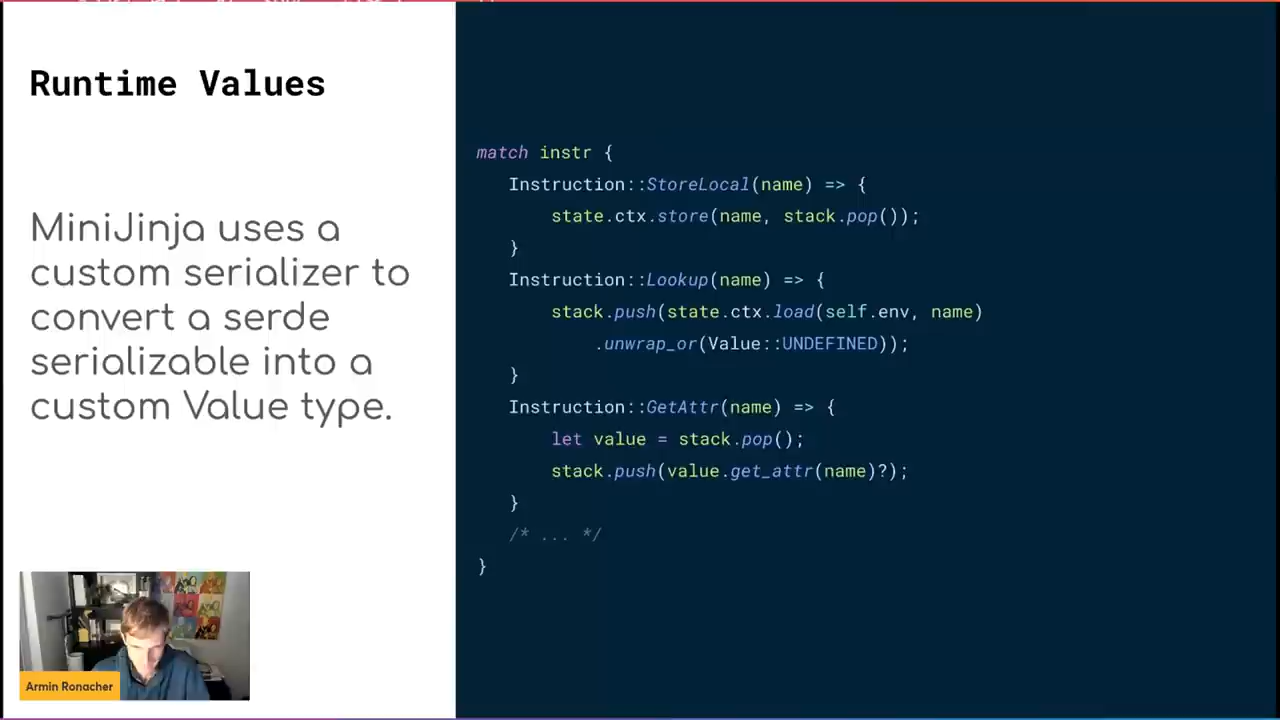 Runtime Values
MiniJinja uses a
custom serializer to
convert a serde
serializable into a
custom Value type.
match instr {
Instruction::StoreLocal(name) => {
state.ctx.store(name, stack.pop());
}
Instruction::Lookup(name) => {
stack.push(state.ctx.load(self.env, name)
.unwrap_or(Value::UNDEFINED));
}
Instruction::GetAttr(name) => {
let value = stack.pop();
stack.push(value.get_attr(name)?);
}
/* ... */
}
Armin Ronacher